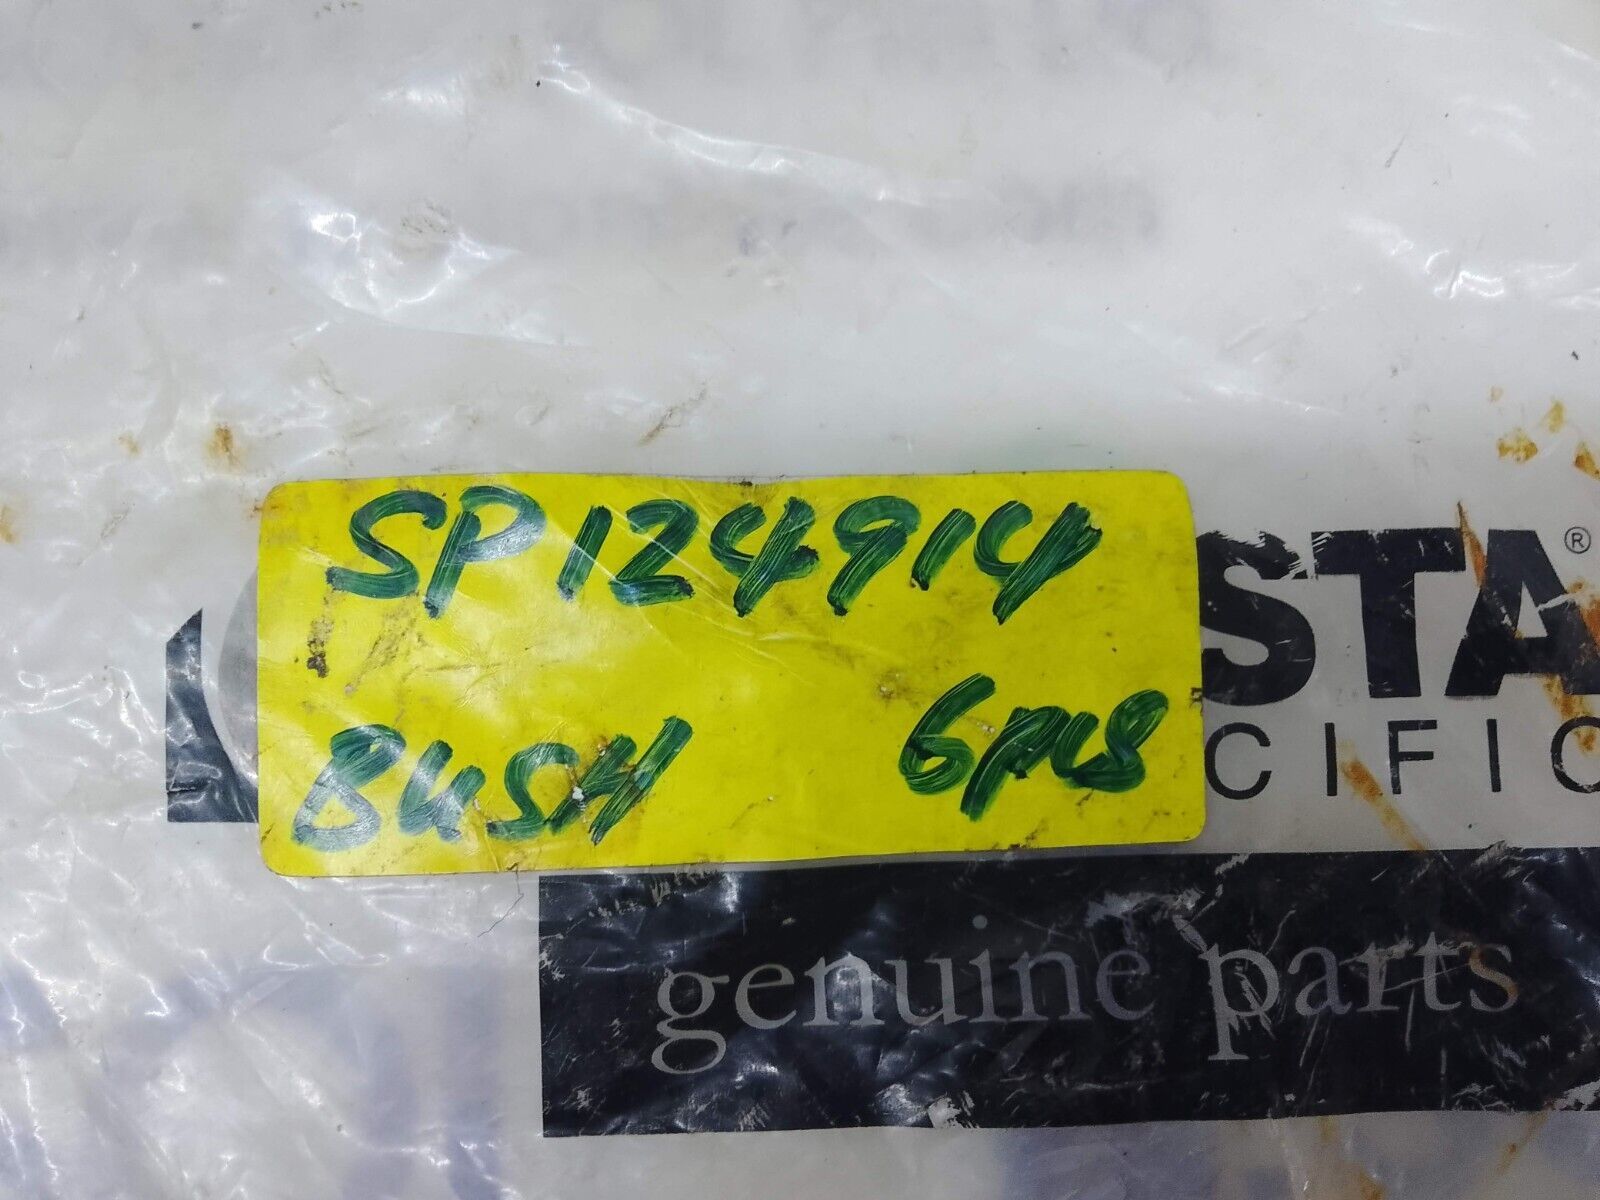 SP124914
BUSH 6PCS
STA®
CIFIC
genuine parts